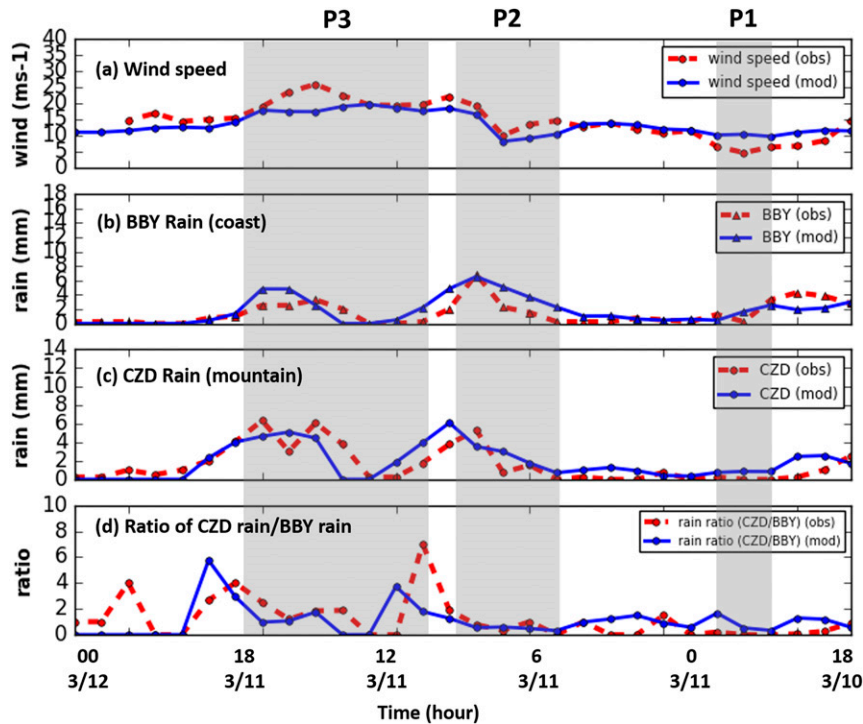 P3 P2 P1
40
35
30
25
20
15
10
5
0
wind (ms-1)
(a) Wind speed
wind speed (obs)
wind speed (mod)
18
16
14
12
10
8
6
4
2
0
rain (mm)
(b) BBY Rain (coast)
BBY (obs)
BBY (mod)
14
12
10
8
6
4
2
0
rain (mm)
(c) CZD Rain (mountain)
CZD (obs)
CZD (mod)
10
8
6
4
2
0
ratio
(d) Ratio of CZD rain/BBY rain
rain ratio (CZD/BBY) (obs)
rain ratio (CZD/BBY) (mod)
00 18 12 6 0 18
3/12 3/11 3/11 3/11 3/11 3/10
Time (hour)